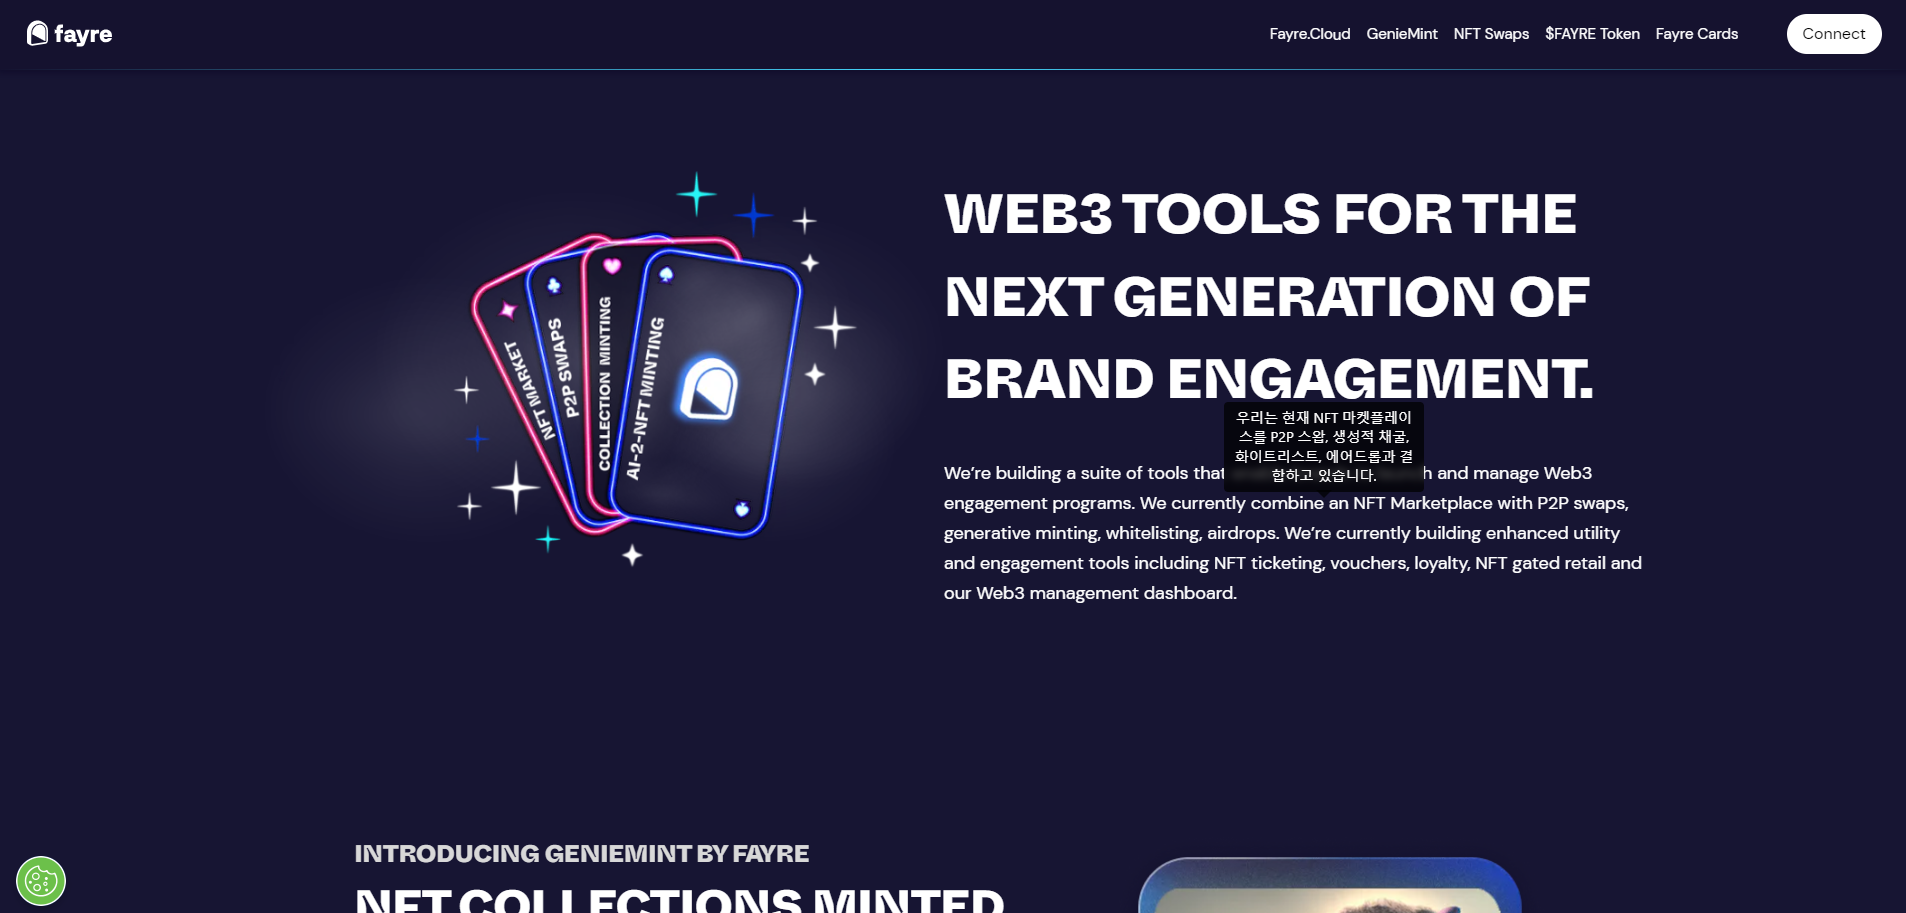 fayre
Fayre.Cloud
GenieMint
NFT Swaps
$FAYRE Token
Fayre Cards
Connect
NFT MARKET
P2P SWAPS
COLLECTION MINTING
AI-2-NFT MINTING
WEB3 TOOLS FOR THE
NEXT GENERATION OF
BRAND ENGAGEMENT.
우리는 현재 NFT 마켓플레이
스를 P2P 스왑, 생성적 채굴,
화이트리스트, 에어드롭과 결
합하고 있습니다.
We're building a suite of tools that and manage Web3
engagement programs. We currently combine an NFT Marketplace with P2P swaps,
generative minting, whitelisting, airdrops. We're currently building enhanced utility
and engagement tools including NFT ticketing, vouchers, loyalty, NFT gated retail and
our Web3 management dashboard.
INTRODUCING GENIEMINT BY FAYRE
NFT COLLECTIONS MINTED